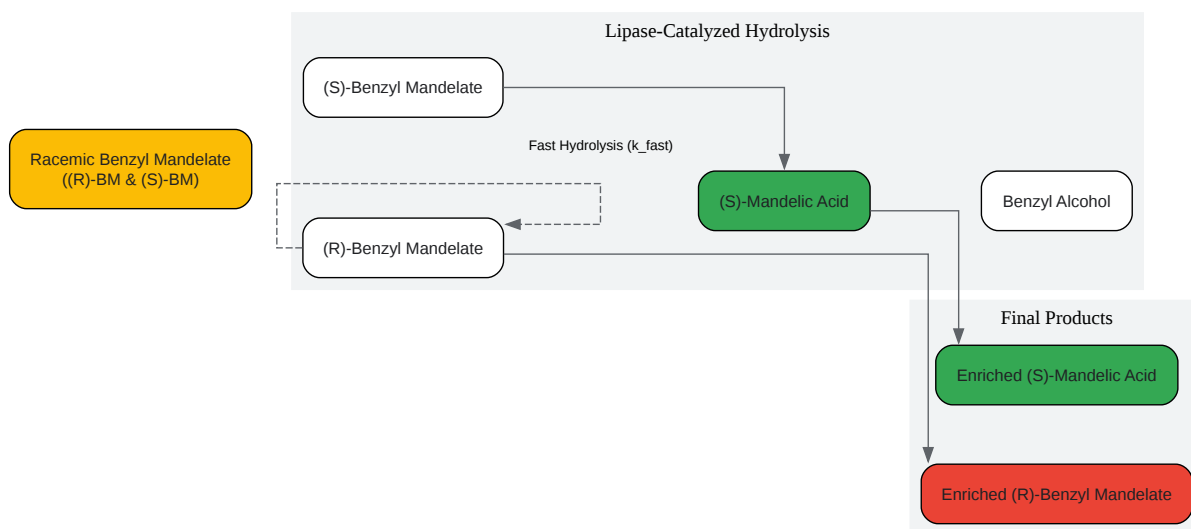 Lipase-Catalyzed Hydrolysis
(S)-Benzyl Mandelate
Fast Hydrolysis (k_fast)
Racemic Benzyl Mandelate
((R)-BM & (S)-BM)
(S)-Mandelic Acid
Benzyl Alcohol
(R)-Benzyl Mandelate
Final Products
Enriched (S)-Mandelic Acid
Enriched (R)-Benzyl Mandelate